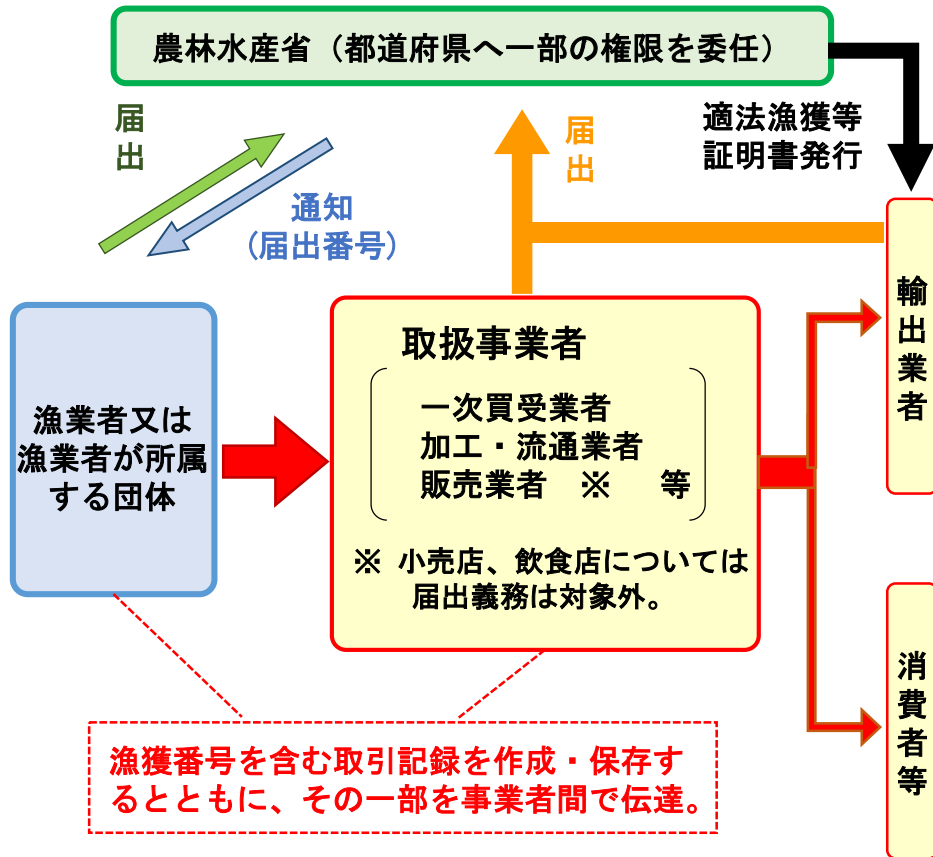 農林水産省（都道府県へ一部の権限を委任）
届
出
通知
（届出番号）
届
出
適法漁獲等
証明書発行
漁業者又は
漁業者が所属
する団体
取扱事業者
一次買受業者
加工・流通業者
販売業者　※　等
※ 小売店、飲食店については
届出義務は対象外。
輸出業者
消費者等
漁獲番号を含む取引記録を作成・保存す
るとともに、その一部を事業者間で伝達。